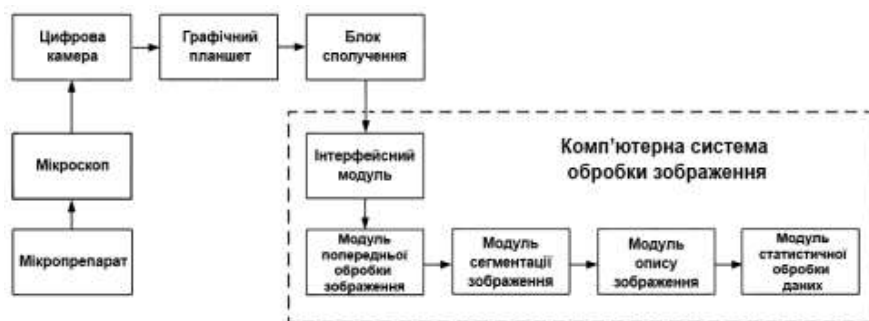 Цифрова
камера
Графічний
планшет
Блок
сполучення
Мікроскоп
Мікропрепарат
Комп’ютерна система
обробки зображення
Інтерфейсний
модуль
Модуль
попередньої
обробки
зображення
Модуль
сегментації
зображення
Модуль
опису
зображення
Модуль
статистичної
обробки
даних